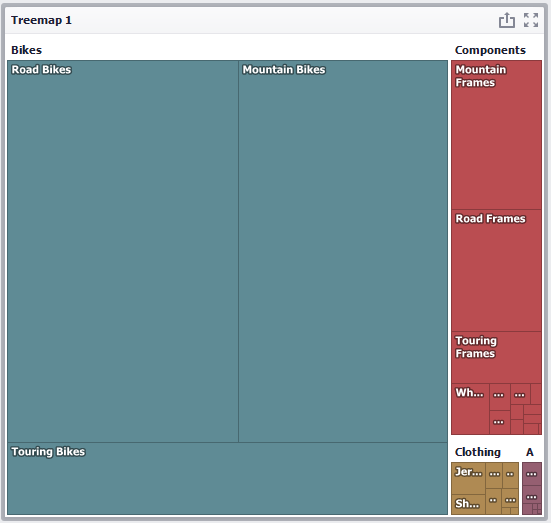 Treemap 1
Bikes
Components
Road Bikes
Mountain Bikes
Mountain
Frames
Road Frames
Touring
Frames
Wh...
...
...
...
Touring Bikes
Clothing
A
Jer...
...
..
...
Sh...
..
...
...